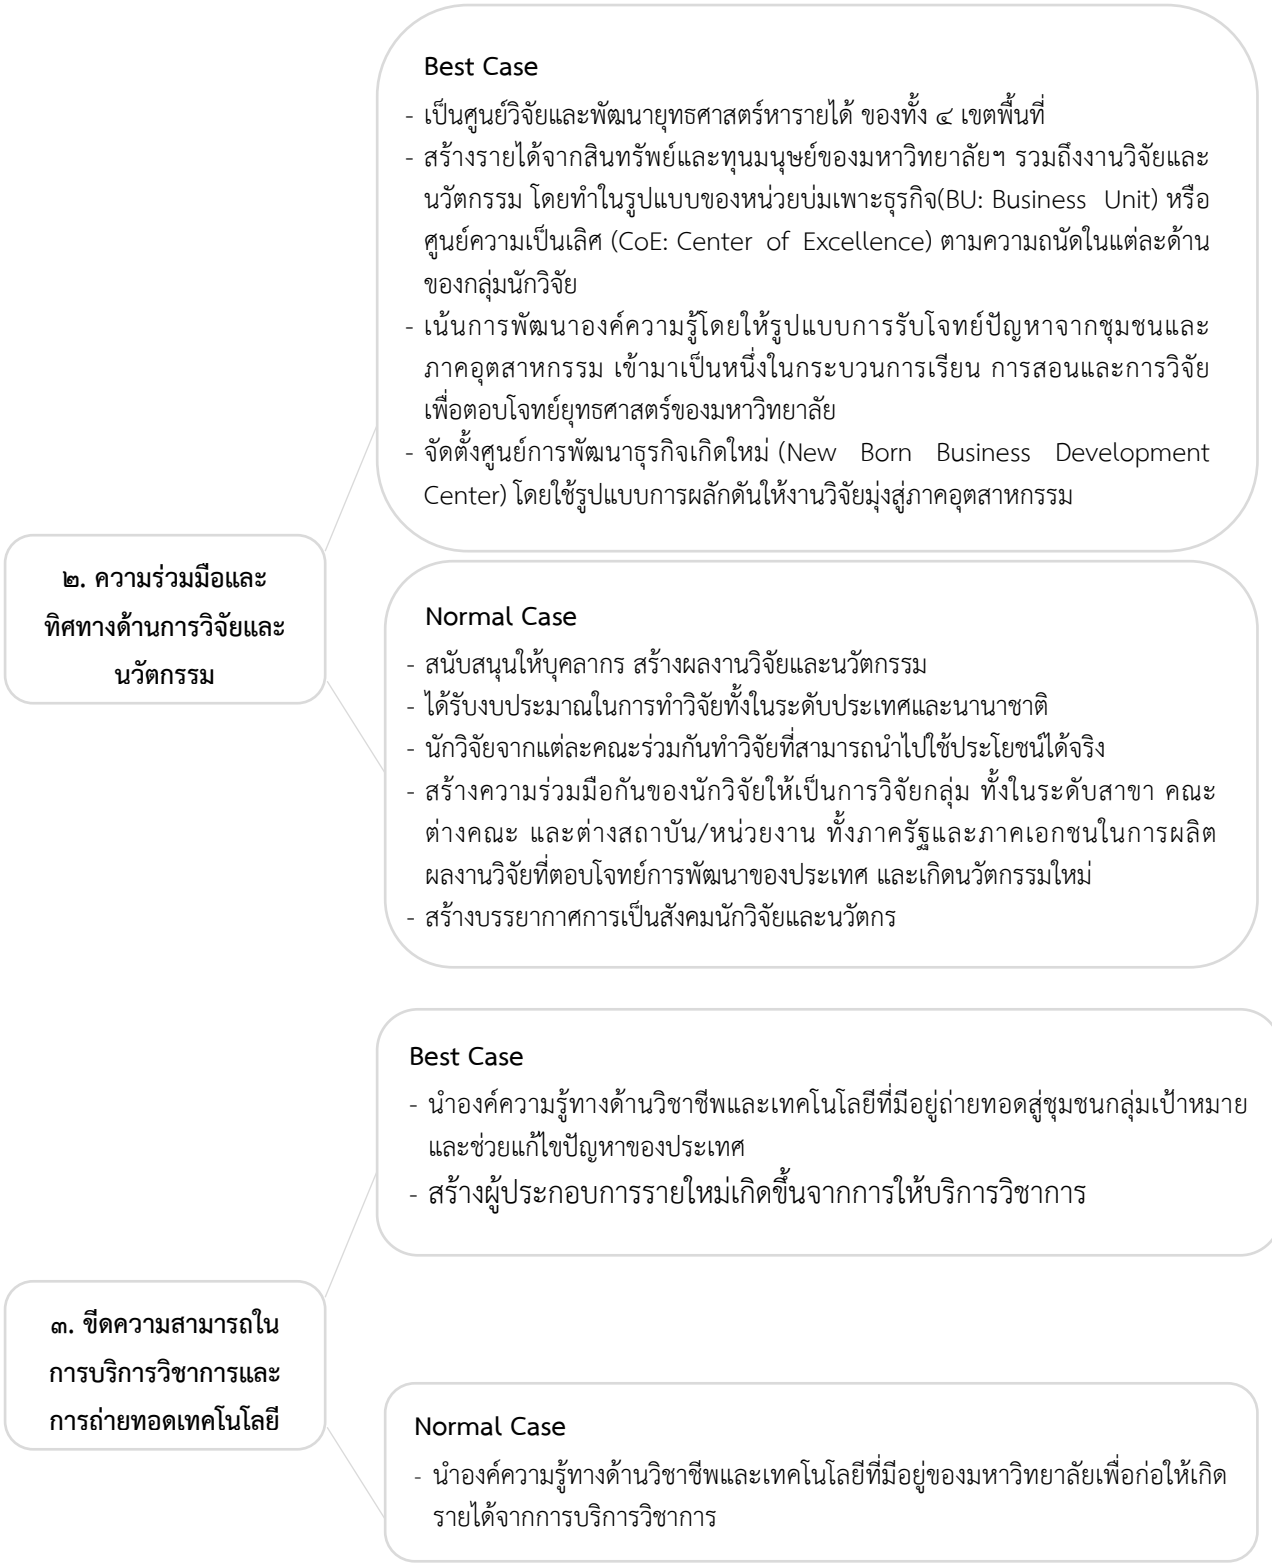 Best Case
- เป็นศูนย์วิจัยและพัฒนายุทธศาสตร์หารายได้ ของทั้ง ๔ เขตพื้นที่
- สร้างรายได้จากสินทรัพย์และทุนมนุษย์ของมหาวิทยาลัยฯ รวมถึงงานวิจัยและ
นวัตกรรม โดยทำในรูปแบบของหน่วยบ่มเพาะธุรกิจ(BU: Business Unit) หรือ
ศูนย์ความเป็นเลิศ (CoE: Center of Excellence) ตามความถนัดในแต่ละด้าน
ของกลุ่มนักวิจัย
- เน้นการพัฒนาองค์ความรู้โดยให้รูปแบบการรับโจทย์ปัญหาจากชุมชนและ
ภาคอุตสาหกรรม เข้ามาเป็นหนึ่งในกระบวนการเรียน การสอนและการวิจัย
เพื่อตอบโจทย์ยุทธศาสตร์ของมหาวิทยาลัย
- จัดตั้งศูนย์การพัฒนาธุรกิจเกิดใหม่ (New Born Business Development
Center) โดยใช้รูปแบบการผลักดันให้งานวิจัยมุ่งสู่ภาคอุตสาหกรรม
๒. ความร่วมมือและ
ทิศทางด้านการวิจัยและ
นวัตกรรม
Normal Case
- สนับสนุนให้บุคลากร สร้างผลงานวิจัยและนวัตกรรม
- ได้รับงบประมาณในการทำวิจัยทั้งในระดับประเทศและนานาชาติ
- นักวิจัยจากแต่ละคณะร่วมกันทำวิจัยที่สามารถนำไปใช้ประโยชน์ได้จริง
- สร้างความร่วมมือกันของนักวิจัยให้เป็นการวิจัยกลุ่ม ทั้งในระดับสาขา คณะ
ต่างคณะ และต่างสถาบัน/หน่วยงาน ทั้งภาครัฐและภาคเอกชนในการผลิต
ผลงานวิจัยที่ตอบโจทย์การพัฒนาของประเทศ และเกิดนวัตกรรมใหม่
- สร้างบรรยากาศการเป็นสังคมนักวิจัยและนวัตกร
Best Case
- นำองค์ความรู้ทางด้านวิชาชีพและเทคโนโลยีที่มีอยู่ถ่ายทอดสู่ชุมชนกลุ่มเป้าหมาย
และช่วยแก้ไขปัญหาของประเทศ
- สร้างผู้ประกอบการรายใหม่เกิดขึ้นจากการให้บริการวิชาการ
๓. ขีดความสามารถใน
การบริการวิชาการและ
การถ่ายทอดเทคโนโลยี
Normal Case
- นำองค์ความรู้ทางด้านวิชาชีพและเทคโนโลยีที่มีอยู่ของมหาวิทยาลัยเพื่อก่อให้เกิด
รายได้จากการบริการวิชาการ